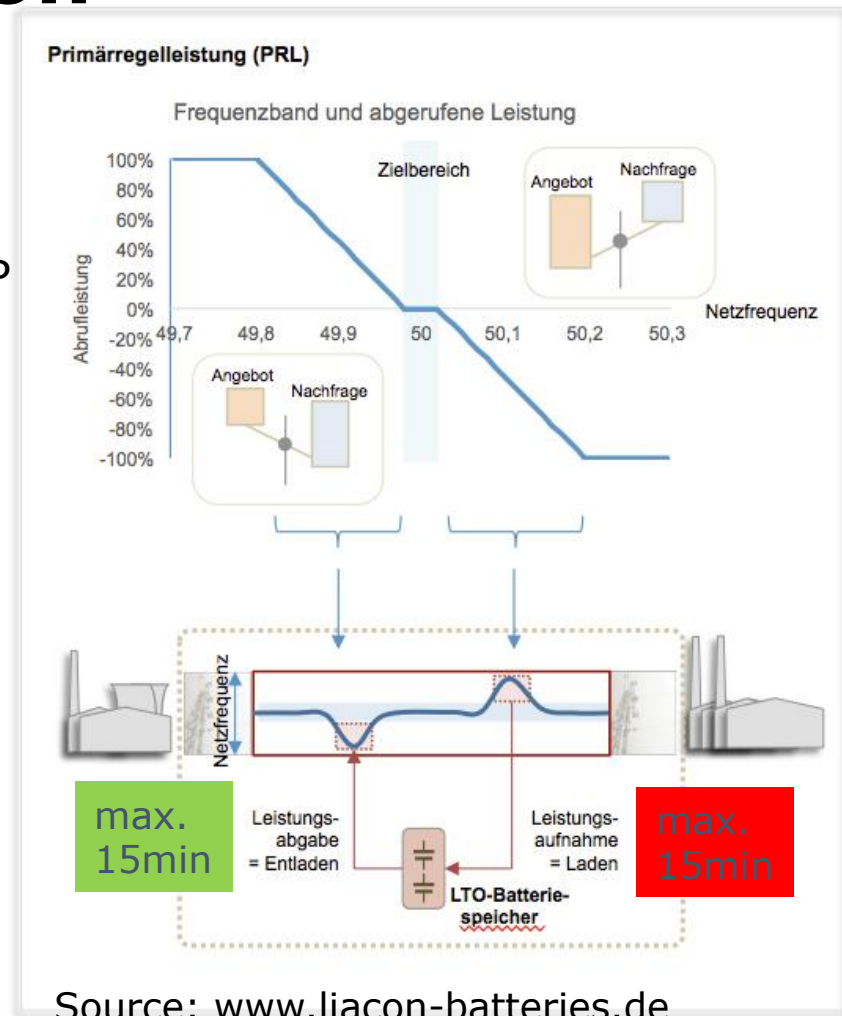 Primärregelleistung (PRL)
Frequenzband und abgerufene Leistung
100%
80%
60%
40%
20%
0%
-20%
-40%
-60%
-80%
-100%
Abrufleistung
Zielbereich
Angebot
Nachfrage
Netzfrequenz
49,7 49,8 49,9 50 50,1 50,2 50,3
Angebot
Nachfrage
Netzfrequenz
max.
15min
Leistungs-
abgabe
= Entladen
Leistungs-
aufnahme
= Laden
max.
15min
LTO-Batterie-
speicher
Source: www.liacon-batteries.de